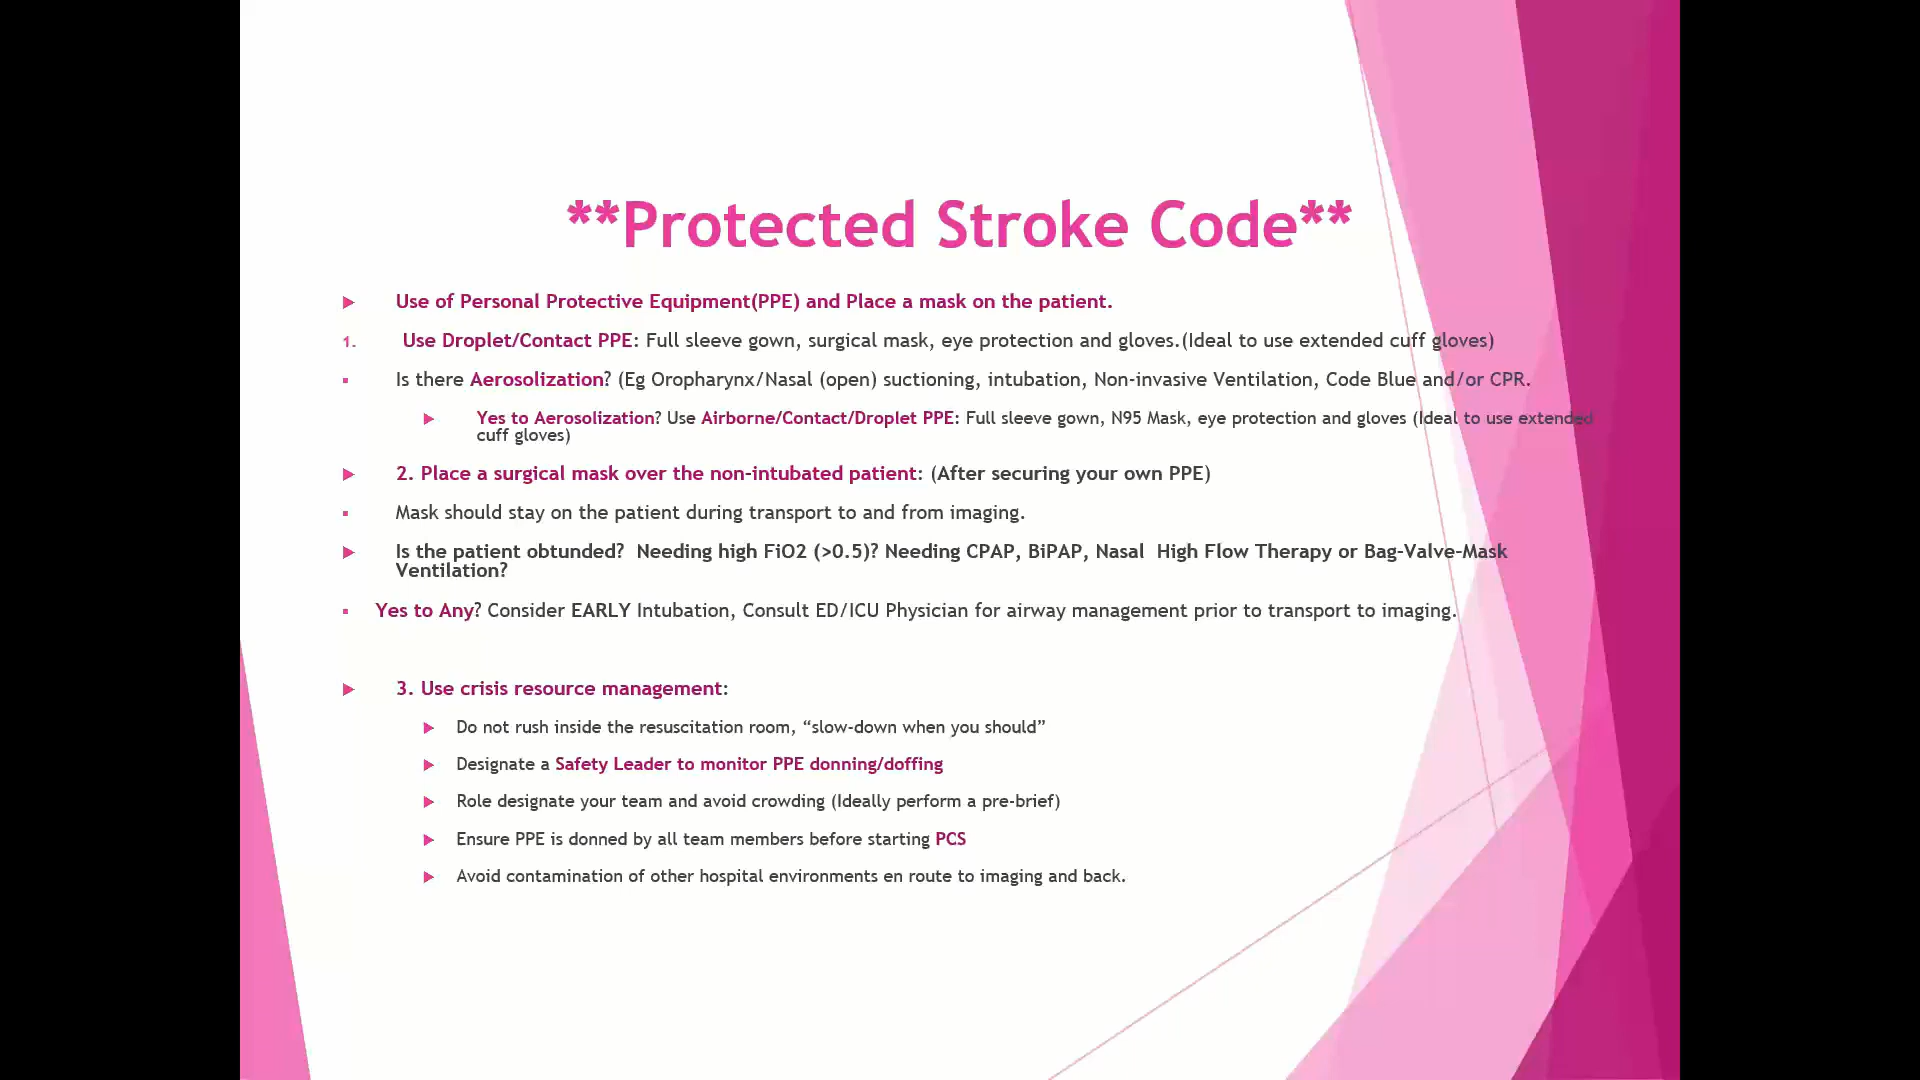 **Protected Stroke Code**
Use of Personal Protective Equipment(PPE) and Place a mask on the patient.
1. Use Droplet/Contact PPE: Full sleeve gown, surgical mask, eye protection and gloves.(Ideal to use extended cuff gloves)
Is there Aerosolization? (Eg Oropharynx/Nasal (open) suctioning, intubation, Non-invasive Ventilation, Code Blue and/or CPR.
Yes to Aerosolization? Use Airborne/Contact/Droplet PPE: Full sleeve gown, N95 Mask, eye protection and gloves (Ideal to use extended
cuff gloves)
2. Place a surgical mask over the non-intubated patient: (After securing your own PPE)
Mask should stay on the patient during transport to and from imaging.
Is the patient obtunded? Needing high FiO2 (>0.5)? Needing CPAP, BiPAP, Nasal High Flow Therapy or Bag-Valve-Mask
Ventilation?
Yes to Any? Consider EARLY Intubation, Consult ED/ICU Physician for airway management prior to transport to imaging.
3. Use crisis resource management:
Do not rush inside the resuscitation room, “slow-down when you should”
Designate a Safety Leader to monitor PPE donning/doffing
Role designate your team and avoid crowding (Ideally perform a pre-brief)
Ensure PPE is donned by all team members before starting PCS
Avoid contamination of other hospital environments en route to imaging and back.